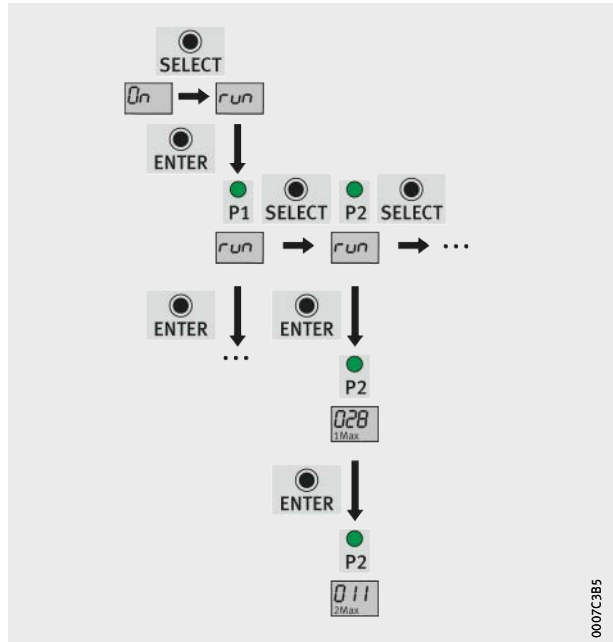 SELECT
On run
ENTER
P1 SELECT P2 SELECT
run run ...
ENTER ENTER
...
P2
028
1Max
ENTER
P2
011
2Max
0007C3B5